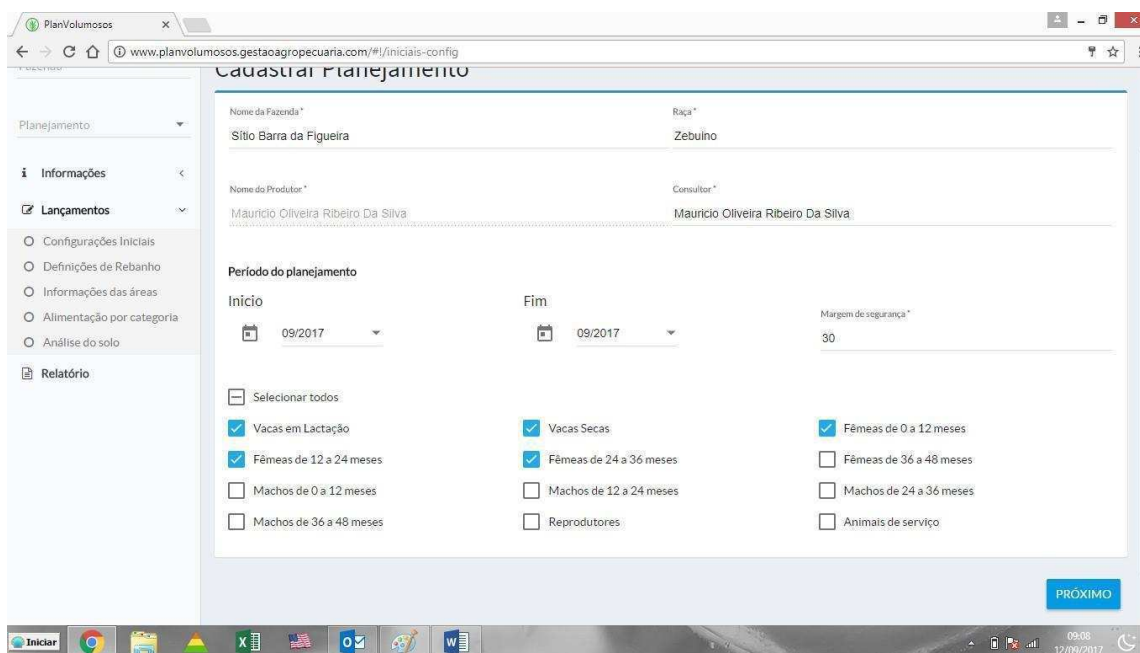 PlanVolumosos
www.planvolumosos.gestaoagropecuaria.com/#!/iniciais-config
Cadastrar Planejamento
Planejamento
Informações
Lançamentos
Configurações Iniciais
Definições de Rebanho
Informações das áreas
Alimentação por categoria
Análise do solo
Relatório
Nome da Fazenda * Raça *
Sítio Barra da Figueira Zebuíno
Nome do Produtor * Consultor *
Mauricio Oliveira Ribeiro Da Silva Mauricio Oliveira Ribeiro Da Silva
Período do planejamento
Início Fim
Margem de segurança *
09/2017 09/2017 30
Selecionar todos
Vacas em Lactação Vacas Secas Fêmeas de 0 a 12 meses
Fêmeas de 12 a 24 meses Fêmeas de 24 a 36 meses Fêmeas de 36 a 48 meses
Machos de 0 a 12 meses Machos de 12 a 24 meses Machos de 24 a 36 meses
Machos de 36 a 48 meses Reprodutores Animais de serviço
PRÓXIMO
Iniciar
09:08
12/09/2017